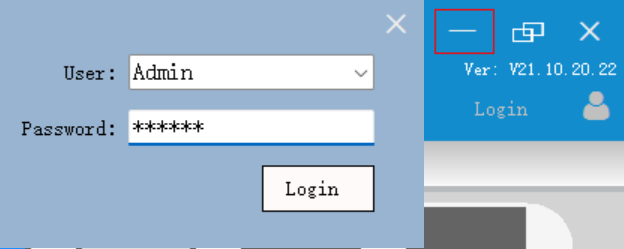 User: Admin
Password: ******
Login
Ver: V21.10.20.22
Login